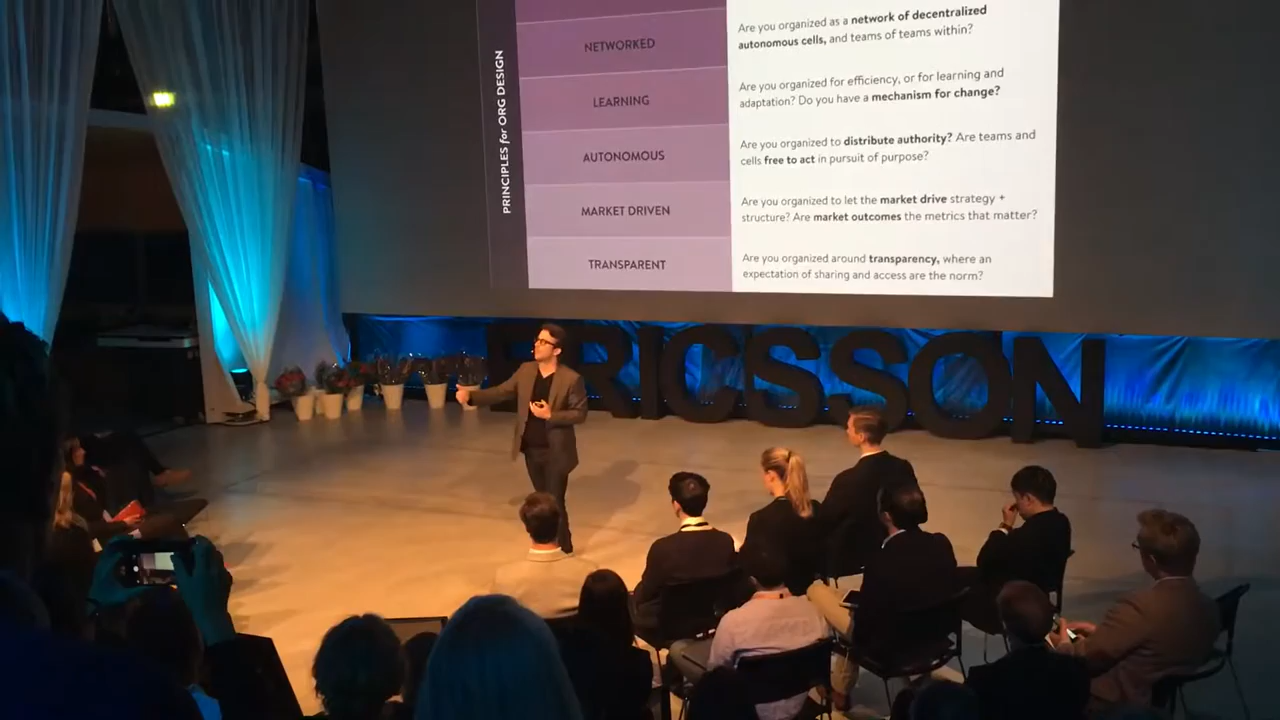 PRINCIPLES for ORG DESIGN
NETWORKED
Are you organized as a network of decentralized
autonomous cells, and teams of teams within?
LEARNING
Are you organized for efficiency, or for learning and
adaptation? Do you have a mechanism for change?
AUTONOMOUS
Are you organized to distribute authority? Are teams and
cells free to act in pursuit of purpose?
MARKET DRIVEN
Are you organized to let the market drive strategy +
structure? Are market outcomes the metrics that matter?
TRANSPARENT
Are you organized around transparency, where an
expectation of sharing and access are the norm?
ERICSSON